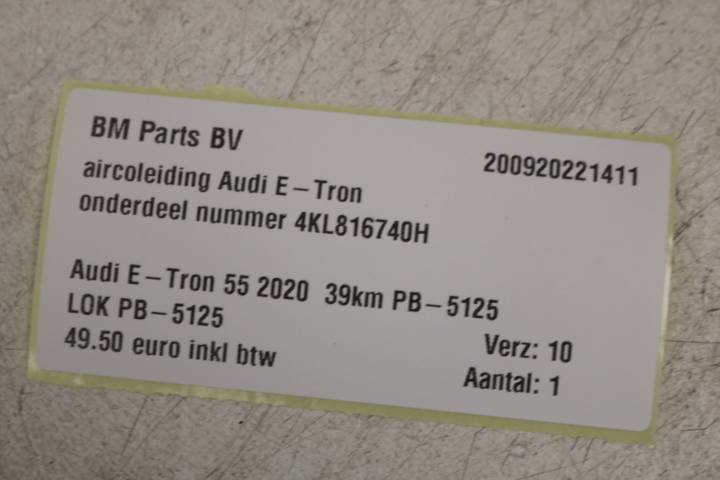 BM Parts BV
200920221411
aircoleiding Audi E-Tron
onderdeel nummer 4KL816740H
Audi E-Tron 55 2020 39km PB-5125
LOK PB-5125
Verz: 10
49.50 euro inkl btw
Aantal: 1